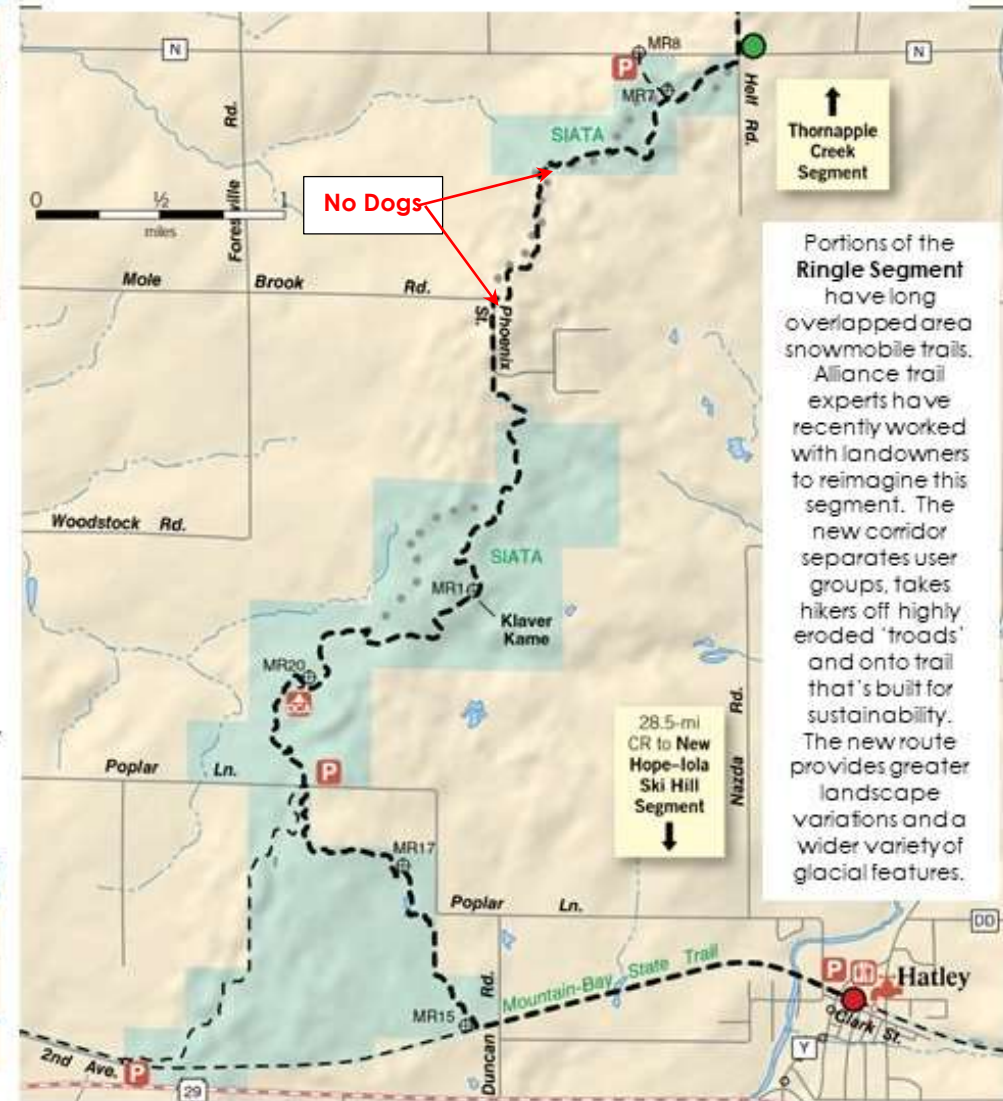 N
MR8
N
P
MR7
Hell Rd.
SIATA
Thornapple
Creek
Segment
Forestville Rd.
No Dogs
0 ½ 1
miles
Mole Brook Rd.
Phoenix St.
Portions of the
Ringle Segment
have long
overlapped area
snowmobile trails.
Alliance trail
experts have
recently worked
with landowners
to reimagine this
segment. The
new corridor
separates user
groups, takes
hikers off highly
eroded 'troads'
and onto trail
that's built for
sustainability.
The new route
provides greater
landscape
variations and a
wider variety of
glacial features.
Woodstock Rd.
SIATA
MR1
Klaver
Kame
MR20
DCA
28.5-mi
CR to New
Hope–Iola
Ski Hill
Segment
Nazda Rd.
Poplar Ln.
P
MR17
Poplar Ln.
DD
Mountain-Bay State Trail
P
Hatley
MR15
Clark St.
Duncan Rd.
Y
2nd Ave.
P
29